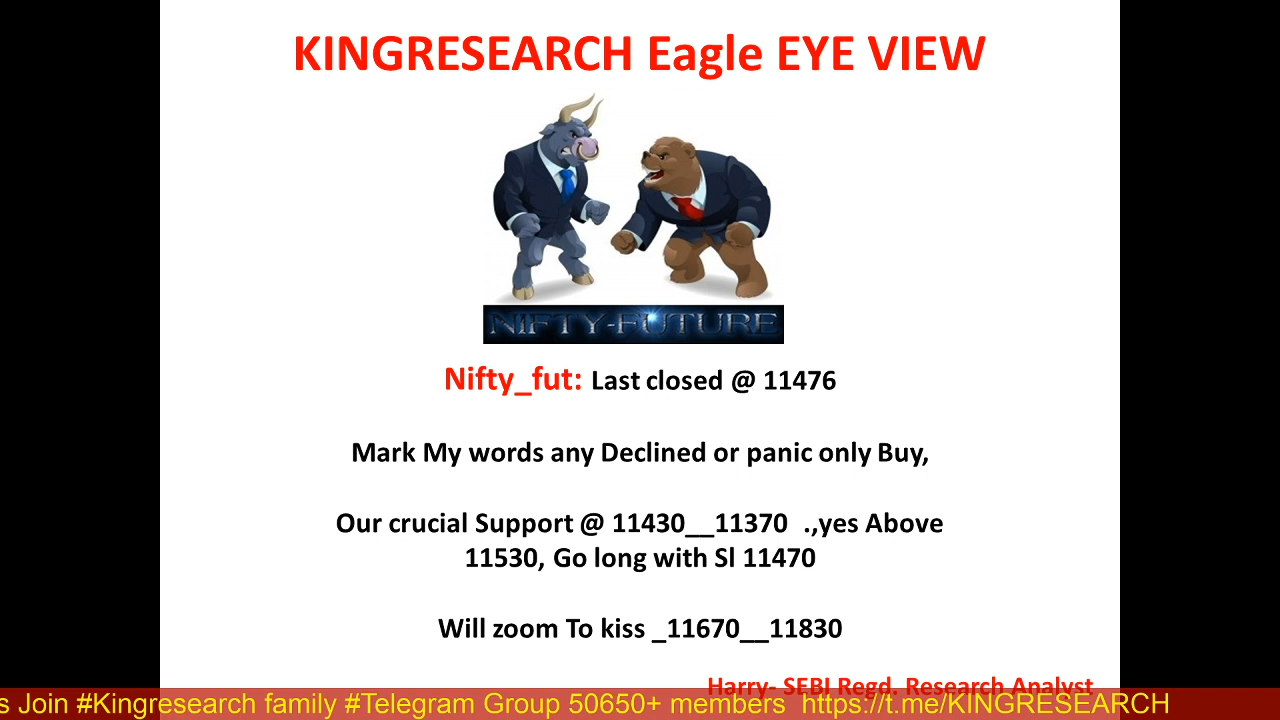 KINGRESEARCH Eagle EYE VIEW
NIFTY-FUTURE
Nifty_fut: Last closed @ 11476
Mark My words any Declined or panic only Buy,
Our crucial Support @ 11430__11370 .,yes Above
11530, Go long with Sl 11470
Will zoom To kiss _11670__11830
Harry- SEBI Regd. Research Analyst
s Join #Kingresearch family #Telegram Group 50650+ members https://t.me/KINGRESEARCH